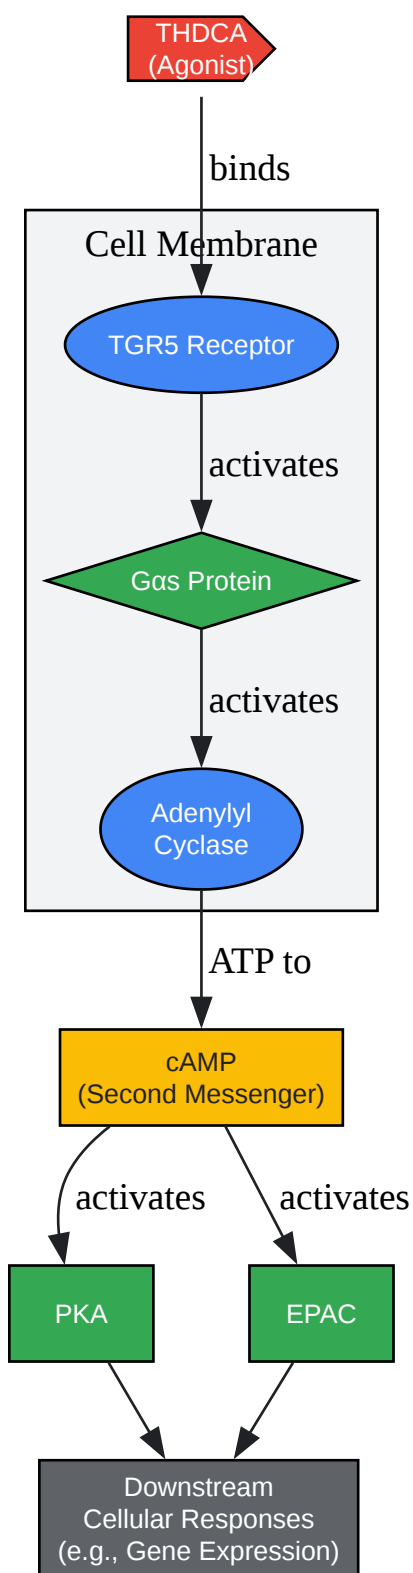 THDCA
(Agonist)
binds
Cell Membrane
TGR5 Receptor
activates
Gαs Protein
activates
Adenylyl
Cyclase
ATP to
cAMP
(Second Messenger)
activates
activates
PKA
EPAC
Downstream
Cellular Responses
(e.g., Gene Expression)